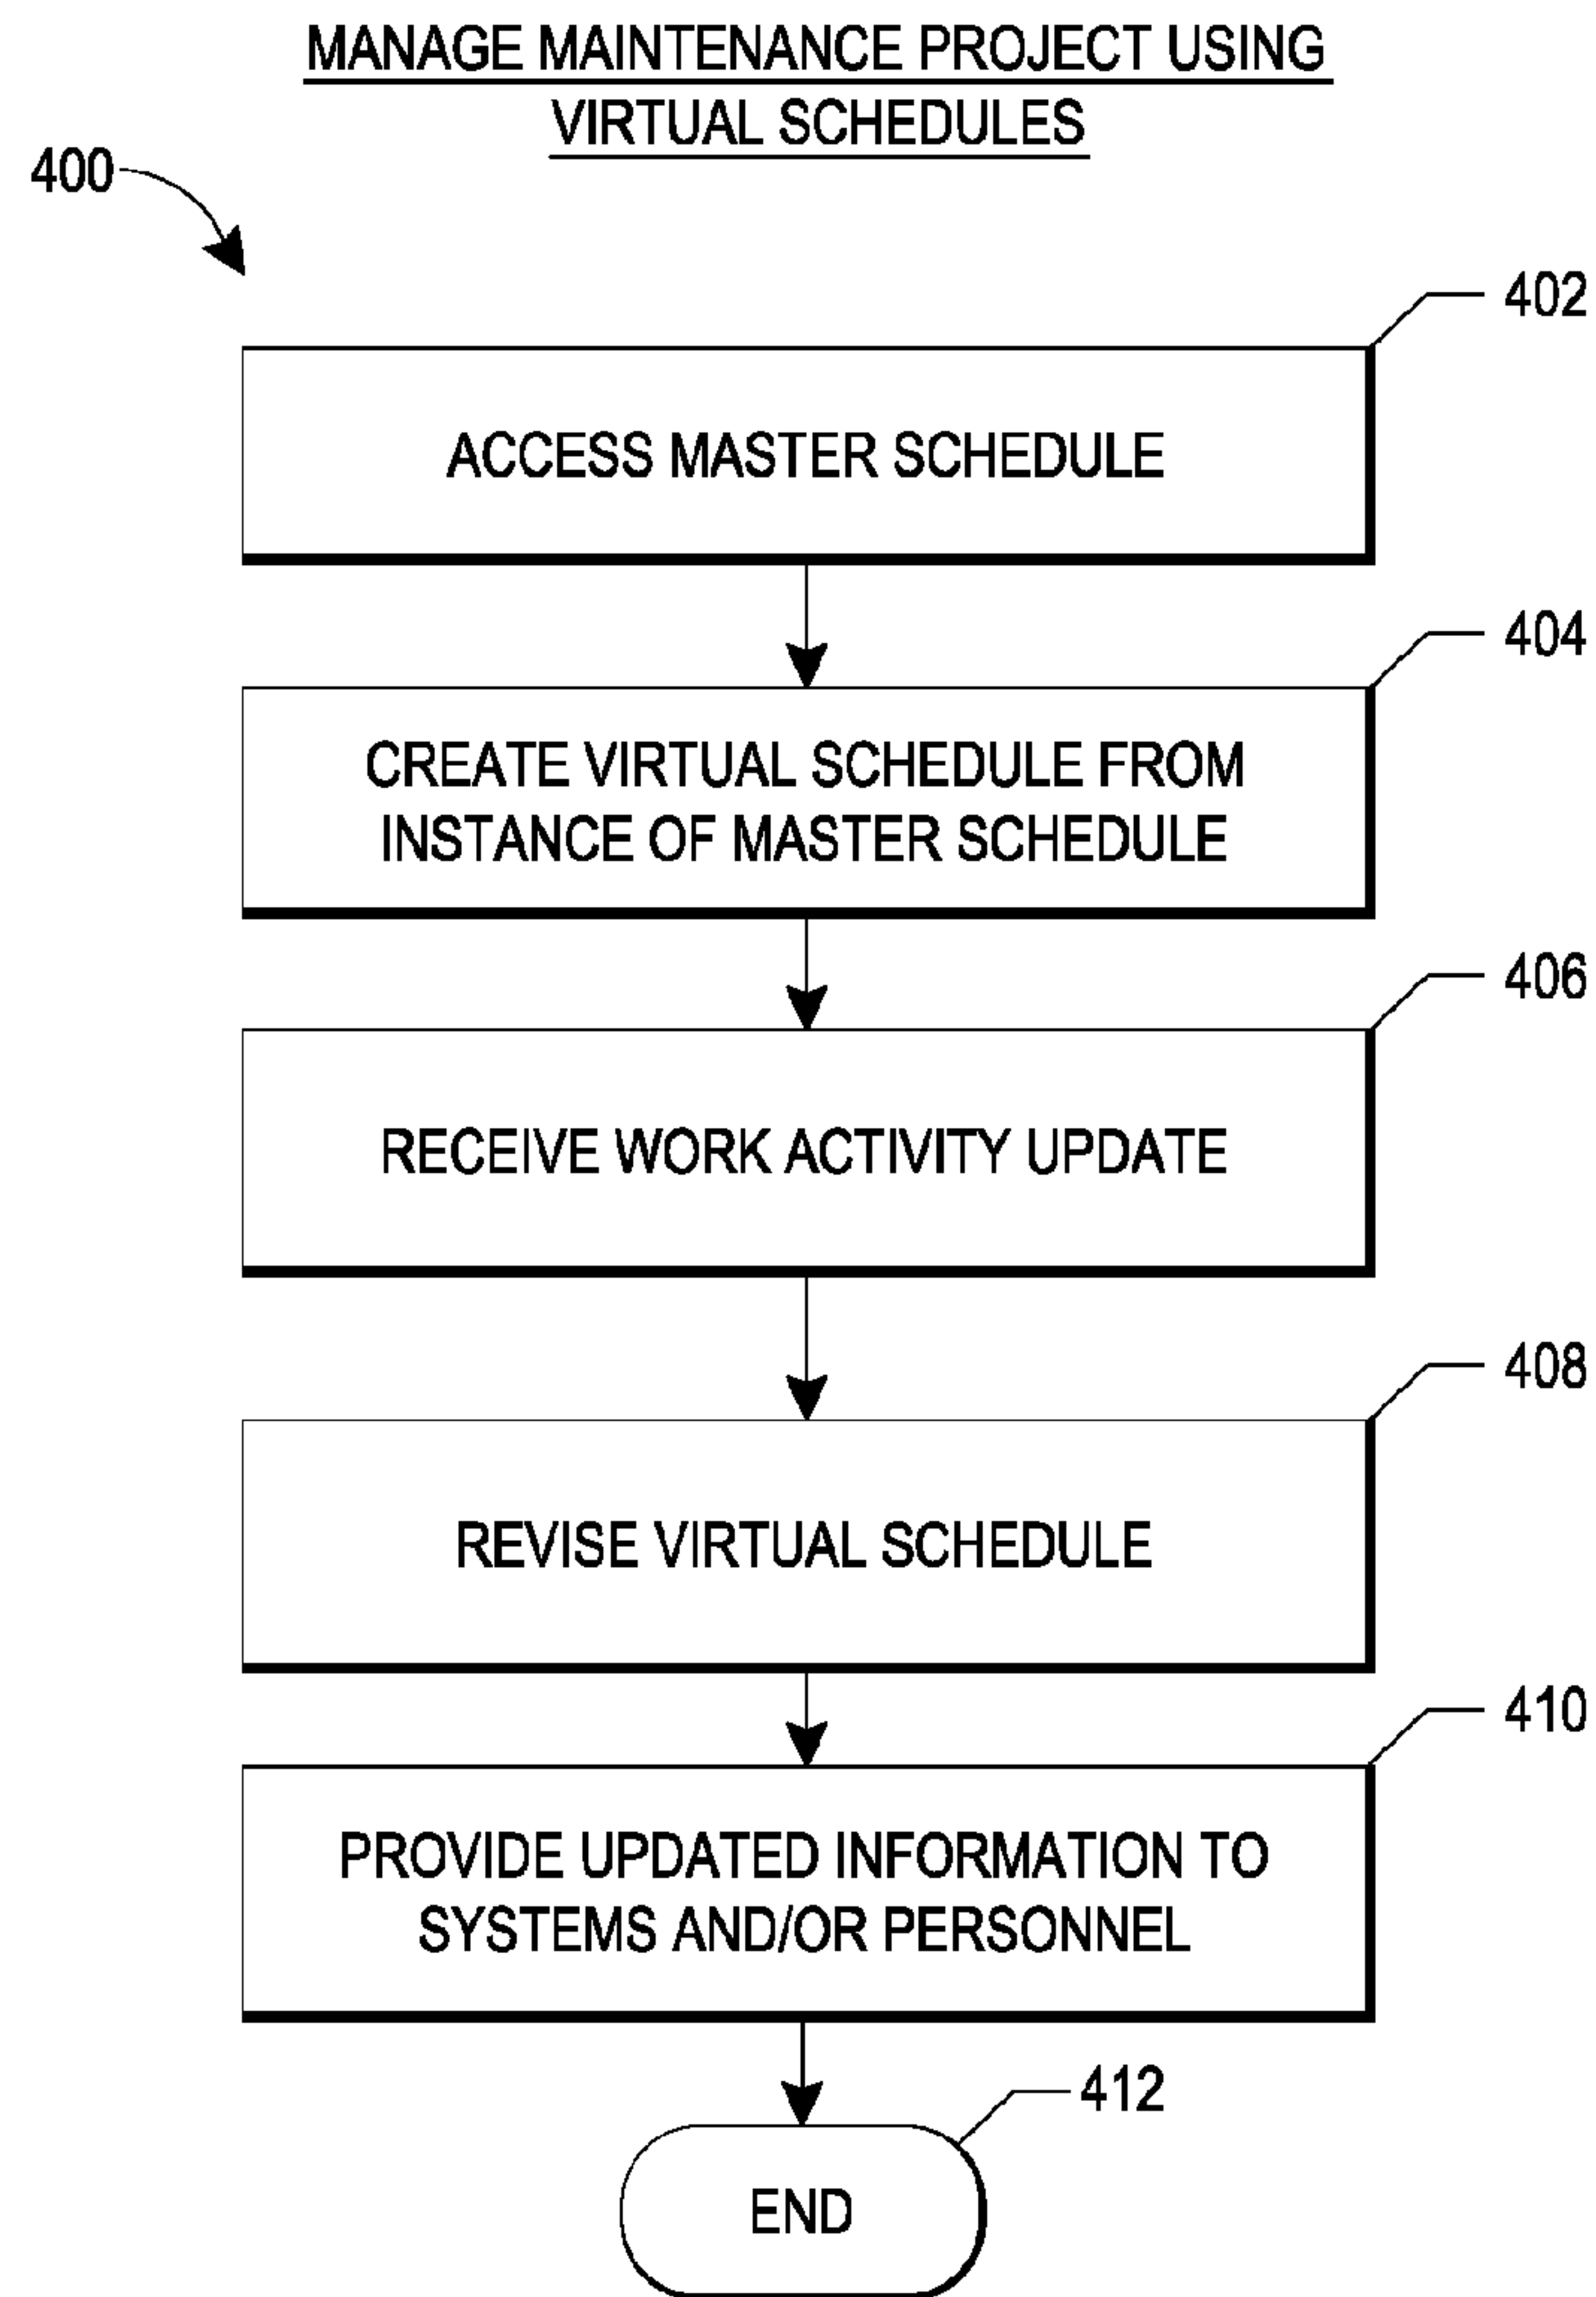 MANAGE MAINTENANCE PROJECT USING
VIRTUAL SCHEDULES
400
402
ACCESS MASTER SCHEDULE
404
CREATE VIRTUAL SCHEDULE FROM
INSTANCE OF MASTER SCHEDULE
406
RECEIVE WORK ACTIVITY UPDATE
408
REVISE VIRTUAL SCHEDULE
410
PROVIDE UPDATED INFORMATION TO
SYSTEMS AND/OR PERSONNEL
412
END